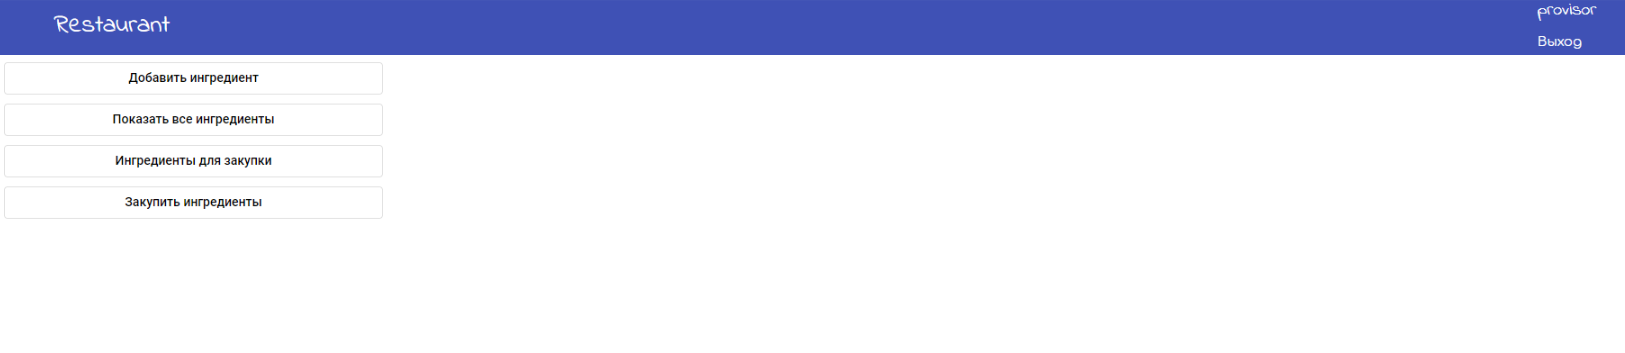 Restaurant
provisor
Выход
Добавить ингредиент
Показать все ингредиенты
Ингредиенты для закупки
Закупить ингредиенты